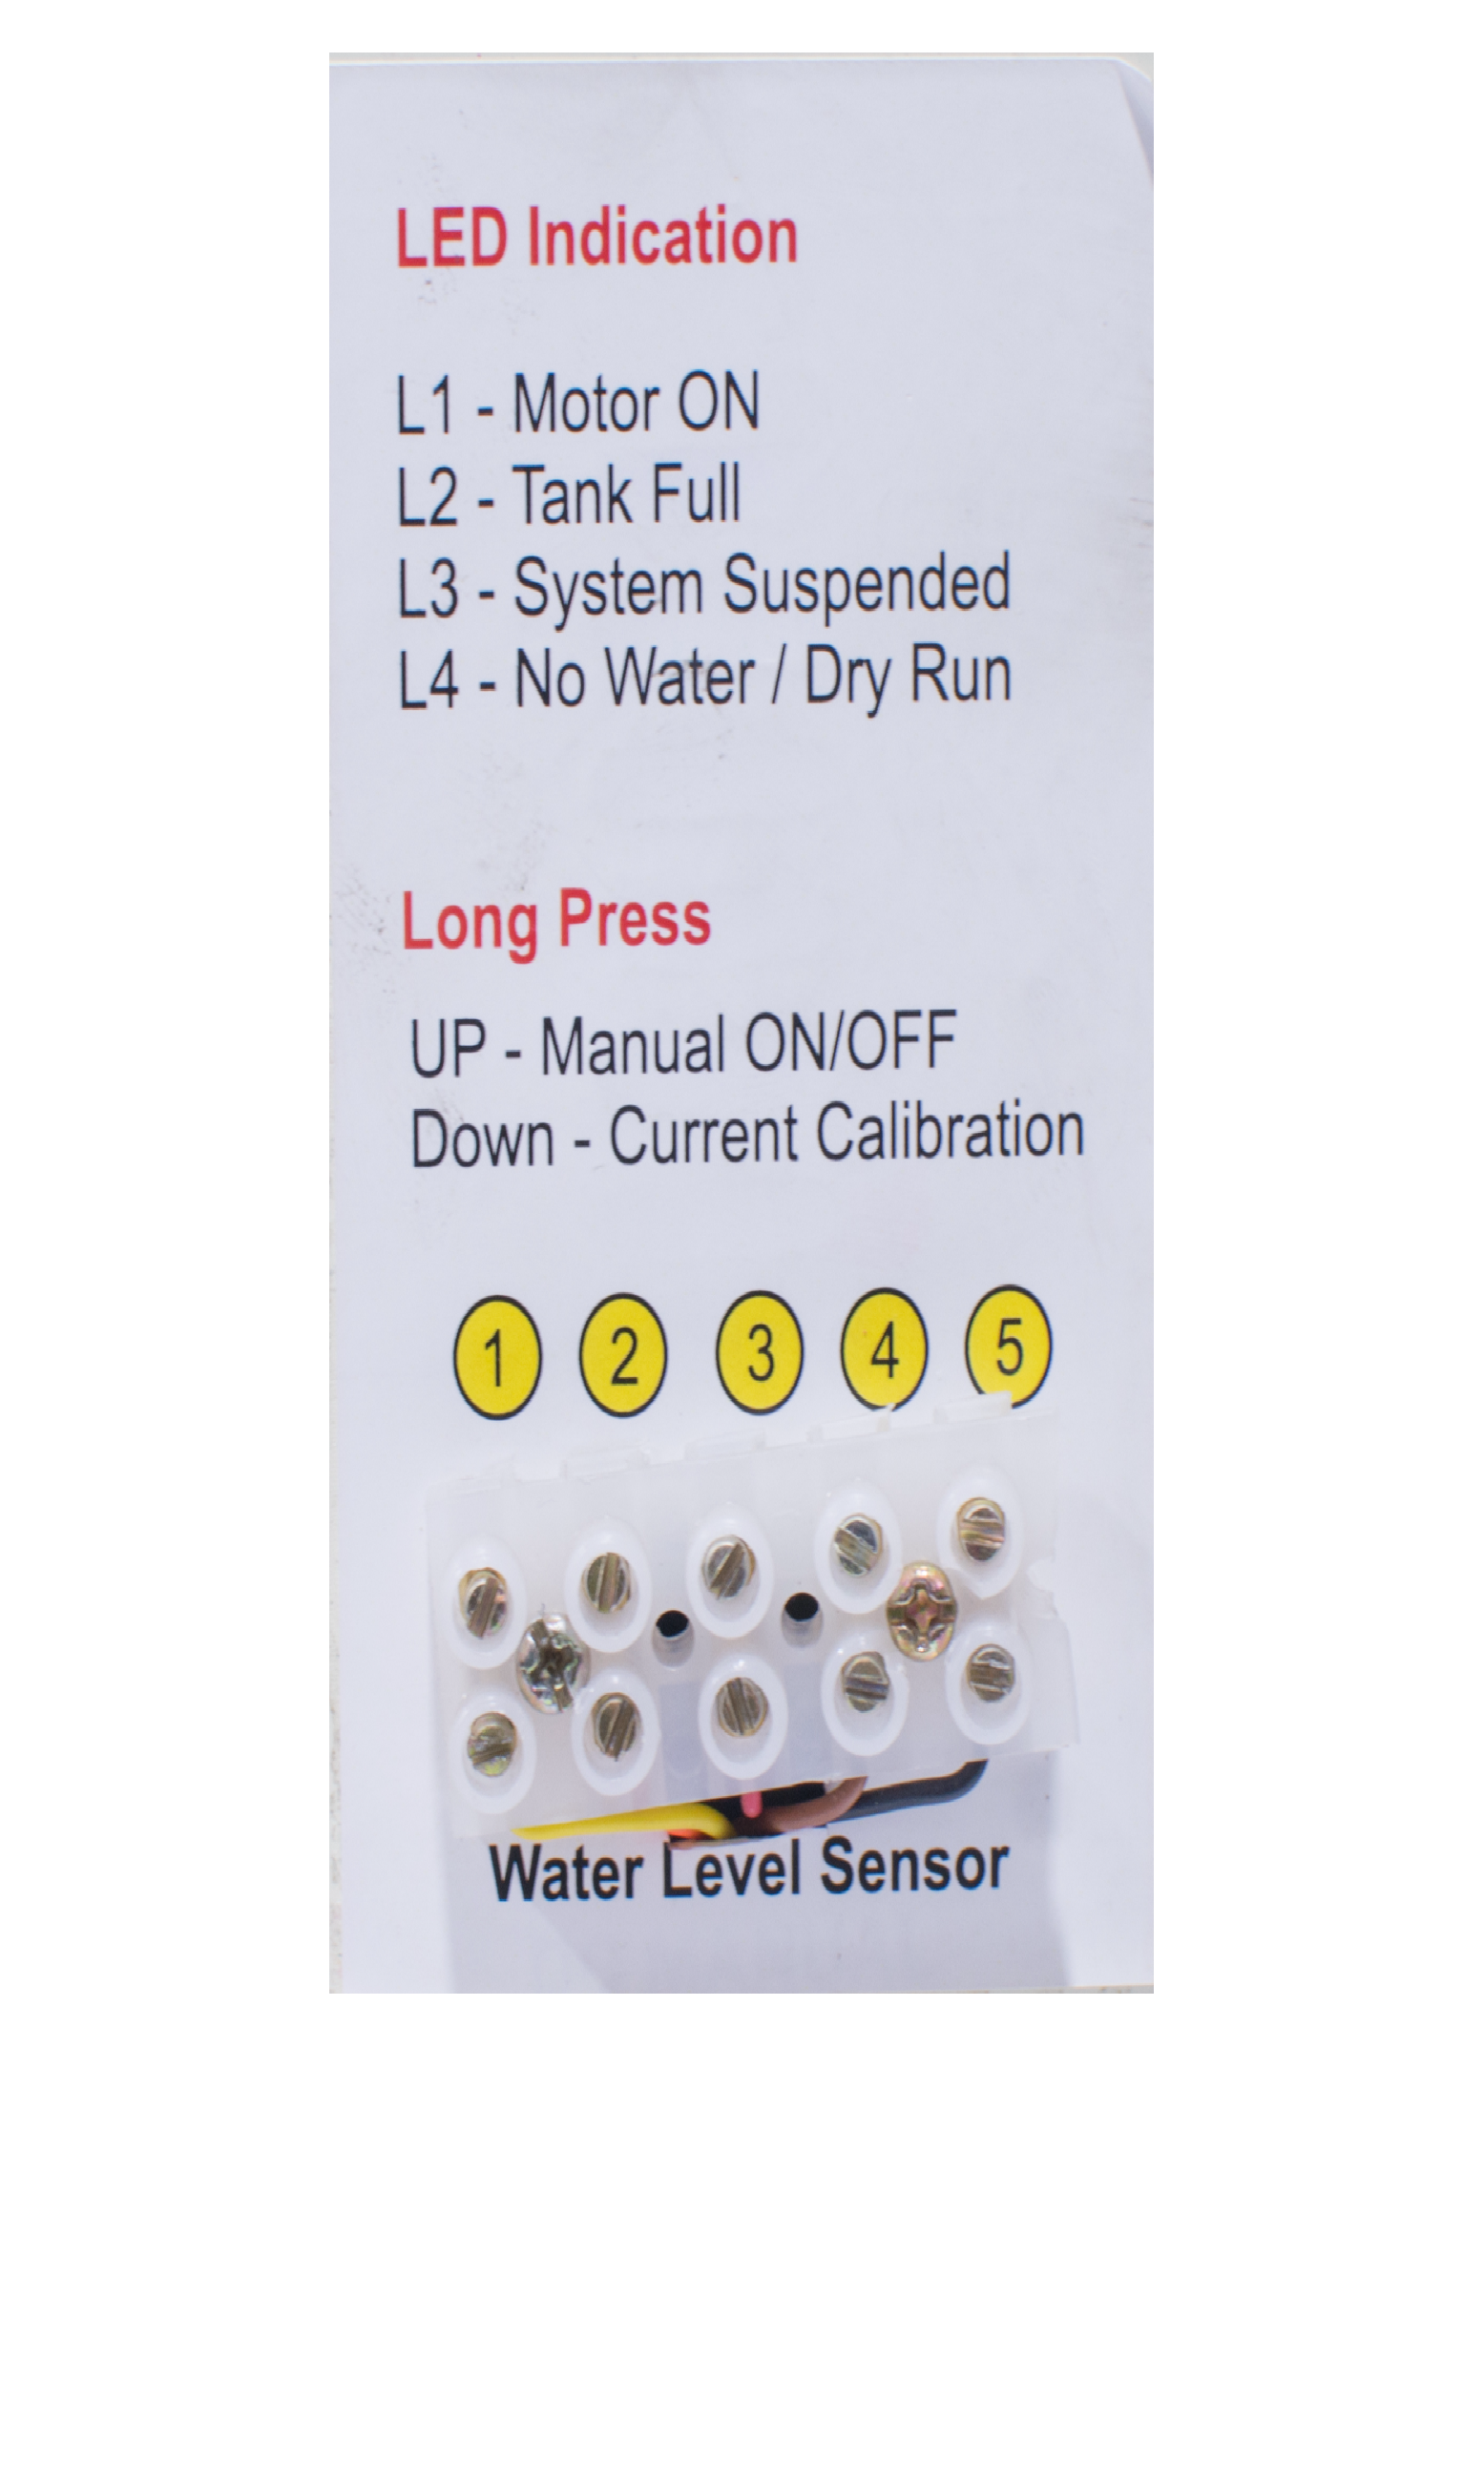 LED Indication
L1 - Motor ON
L2 - Tank Full
L3 - System Suspended
L4 - No Water / Dry Run
Long Press
UP - Manual ON/OFF
Down - Current Calibration
1 2 3 4 5
Water Level Sensor